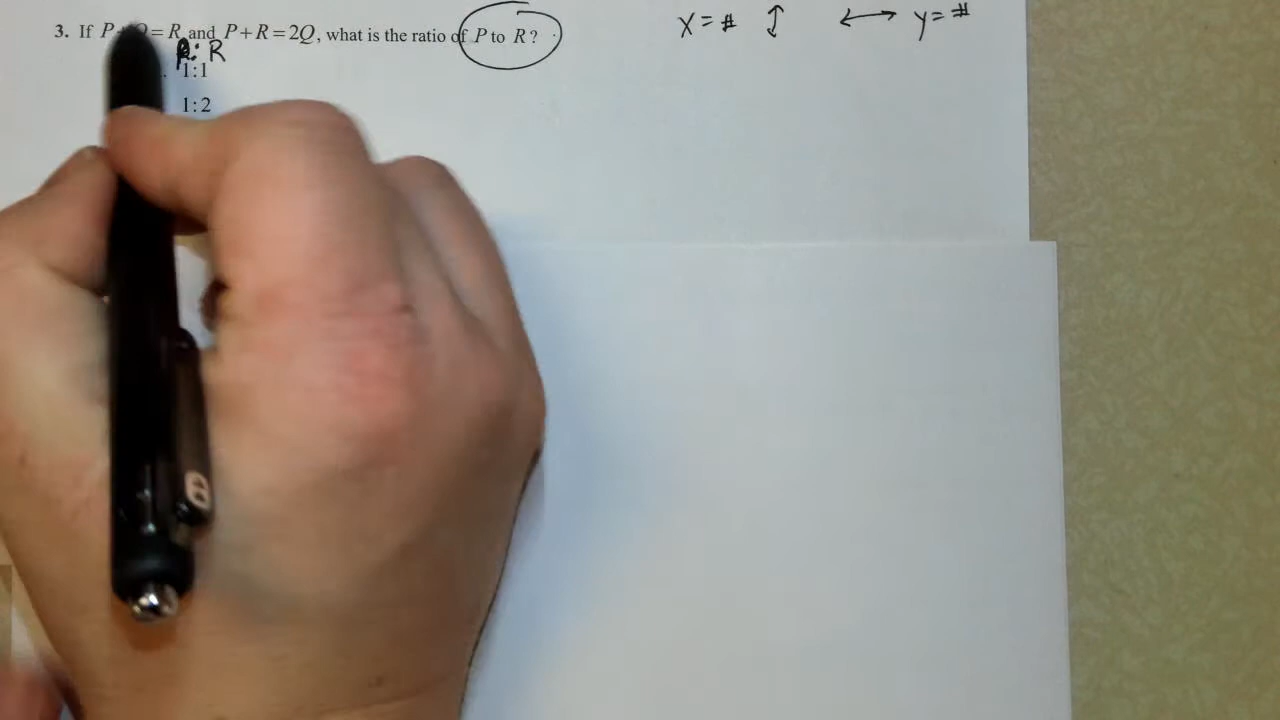 3. If P+Q=R and P+R=2Q, what is the ratio of P to R?
P:R
1:1
1:2
X=# ↕ ↔ y=#